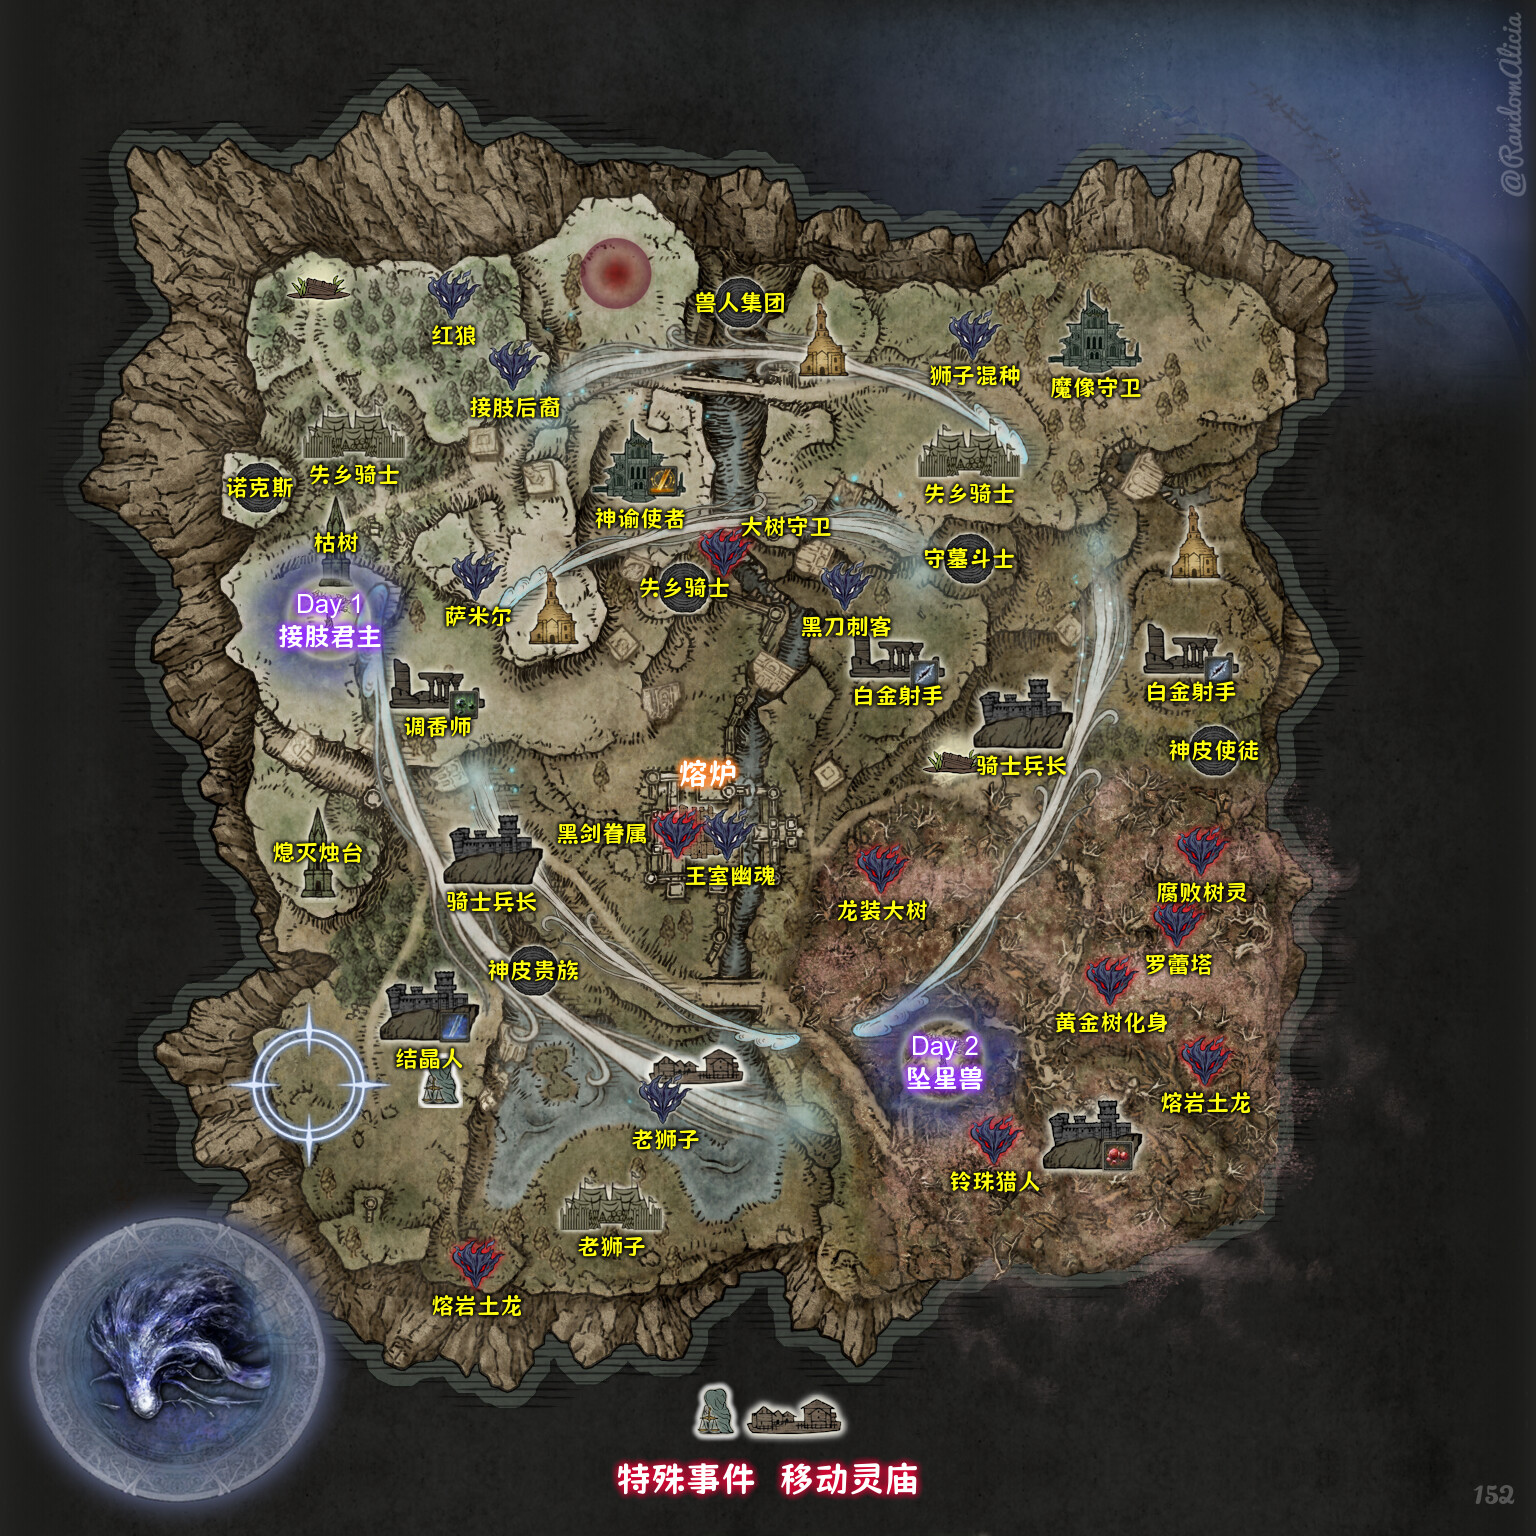 @RandomAlicia
兽人集团
红狼
狮子混种
魔像守卫
接肢后裔
失乡骑士
诺克斯
失乡骑士
神谕使者
大树守卫
枯树
守墓斗士
失乡骑士
Day 1
接肢君主
萨米尔
黑刀刺客
白金射手
白金射手
调香师
神皮使徒
骑士兵长
熔炉
黑剑眷属
王室幽魂
熄灭烛台
骑士兵长
龙装大树
腐败树灵
罗蕾塔
神皮贵族
黄金树化身
结晶人
Day 2
坠星兽
熔岩土龙
老狮子
铃珠猎人
老狮子
熔岩土龙
特殊事件 移动灵庙
152